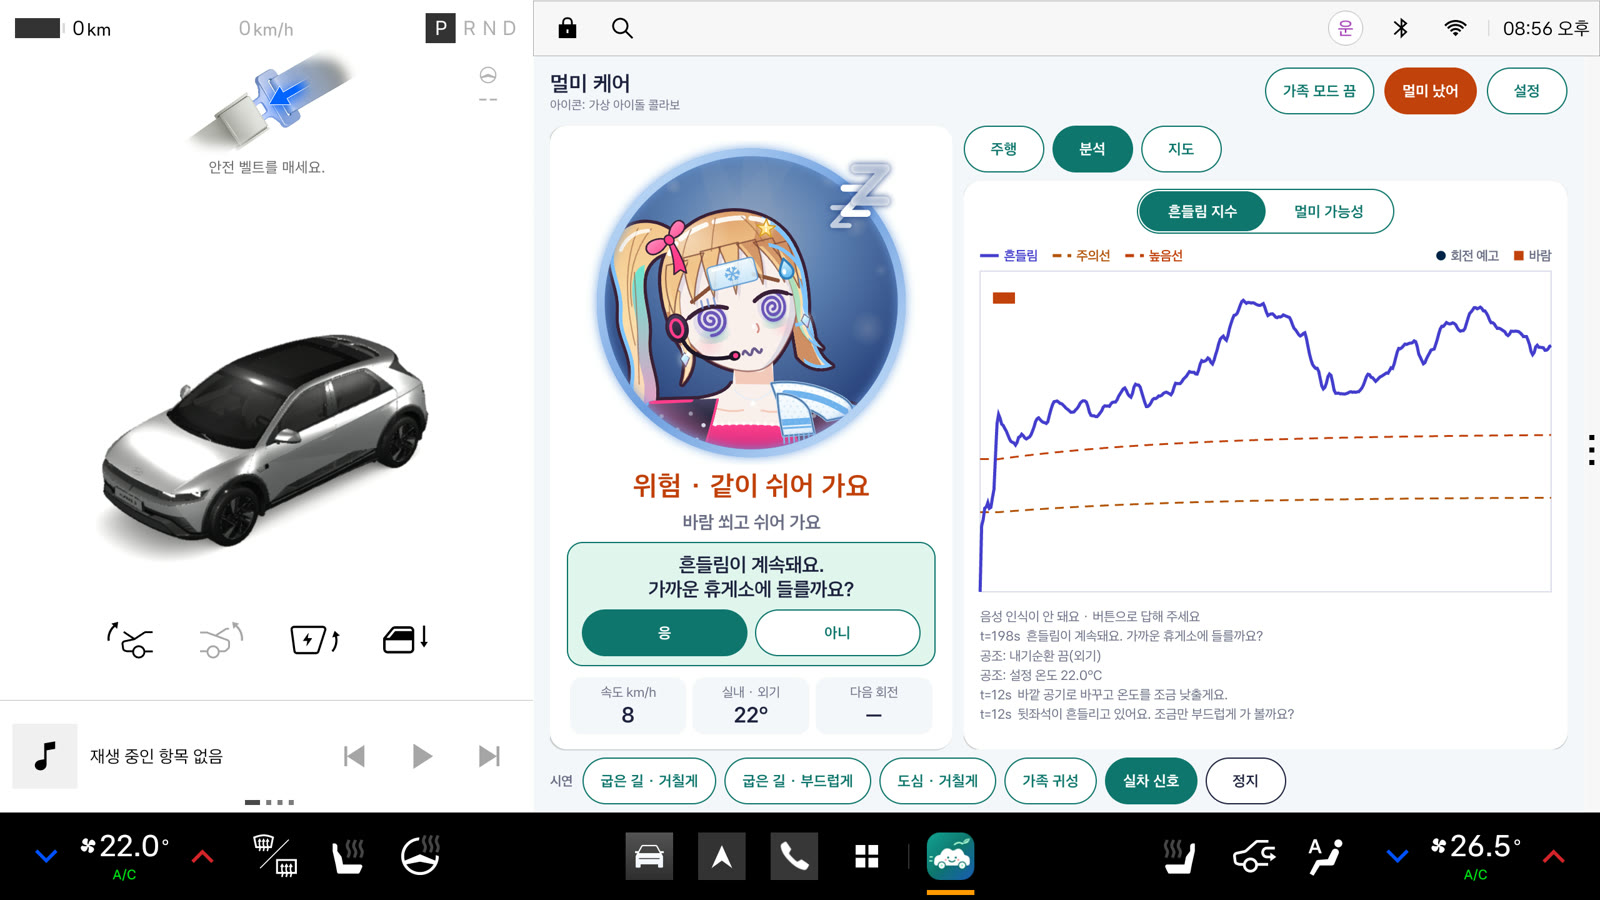 0km
0km/h
P R N D
--
안전 벨트를 매세요.
재생 중인 항목 없음
운
08:56 오후
멀미 케어
아이콘: 가상 아이돌 콜라보
가족 모드 끔
멀미 났어
설정
위험 · 같이 쉬어 가요
바람 쐬고 쉬어 가요
흔들림이 계속돼요.
가까운 휴게소에 들를까요?
응
아니
속도 km/h
8
실내 · 외기
22°
다음 회전
—
주행
분석
지도
흔들림 지수
멀미 가능성
흔들림
주의선
높음선
회전 예고
바람
음성 인식이 안 돼요 · 버튼으로 답해 주세요
t=198s 흔들림이 계속돼요. 가까운 휴게소에 들를까요?
공조: 내기순환 끔(외기)
공조: 설정 온도 22.0°C
t=12s 바깥 공기로 바꾸고 온도를 조금 낮출게요.
t=12s 뒷좌석이 흔들리고 있어요. 조금만 부드럽게 가 볼까요?
시연
굽은 길 · 거칠게
굽은 길 · 부드럽게
도심 · 거칠게
가족 귀성
실차 신호
정지
22.0°
A/C
A
26.5°
A/C